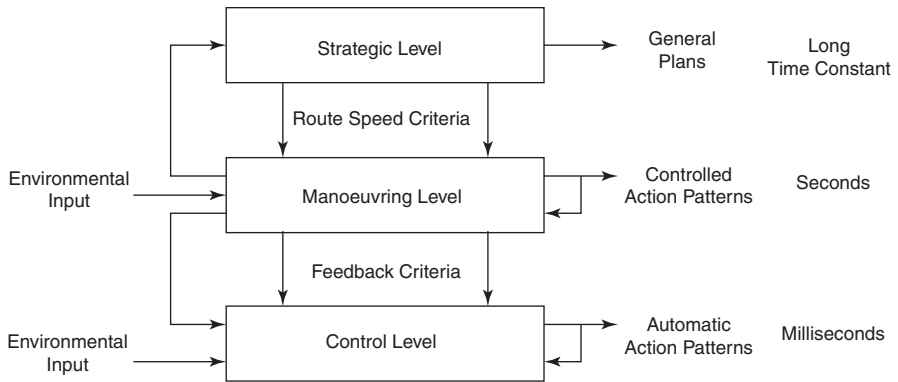 Strategic Level
General
Plans
Long
Time Constant
Route Speed Criteria
Environmental
Input
Manoeuvring Level
Controlled
Action Patterns
Seconds
Feedback Criteria
Environmental
Input
Control Level
Automatic
Action Patterns
Milliseconds